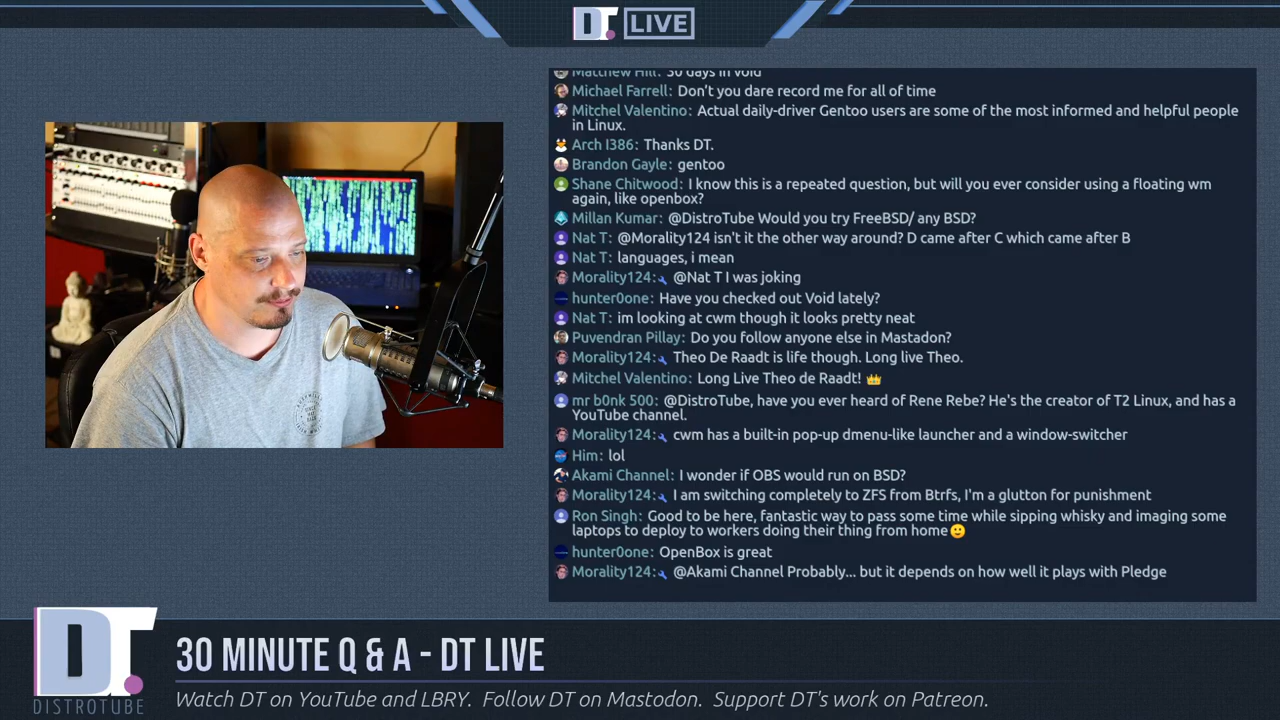 DT. LIVE
Matthew Hill: 30 days in void
Michael Farrell: Don't you dare record me for all of time
Mitchel Valentino: Actual daily-driver Gentoo users are some of the most informed and helpful people
in Linux.
Arch I386: Thanks DT.
Brandon Gayle: gentoo
Shane Chitwood: I know this is a repeated question, but will you ever consider using a floating wm
again, like openbox?
Millan Kumar: @DistroTube Would you try FreeBSD/ any BSD?
Nat T: @Morality124 isn't it the other way around? D came after C which came after B
Nat T: languages, i mean
Morality124: @Nat T I was joking
hunter0one: Have you checked out Void lately?
Nat T: im looking at cwm though it looks pretty neat
Puvendran Pillay: Do you follow anyone else in Mastadon?
Morality124: Theo De Raadt is life though. Long live Theo.
Mitchel Valentino: Long Live Theo de Raadt! 👑
mr b0nk 500: @DistroTube, have you ever heard of Rene Rebe? He's the creator of T2 Linux, and has a
YouTube channel.
Morality124: cwm has a built-in pop-up dmenu-like launcher and a window-switcher
Him: lol
Akami Channel: I wonder if OBS would run on BSD?
Morality124: I am switching completely to ZFS from Btrfs, I'm a glutton for punishment
Ron Singh: Good to be here, fantastic way to pass some time while sipping whisky and imaging some
laptops to deploy to workers doing their thing from home🙂
hunter0one: OpenBox is great
Morality124: @Akami Channel Probably... but it depends on how well it plays with Pledge
DT.
DISTROTUBE
30 MINUTE Q & A - DT LIVE
Watch DT on YouTube and LBRY. Follow DT on Mastodon. Support DT's work on Patreon.